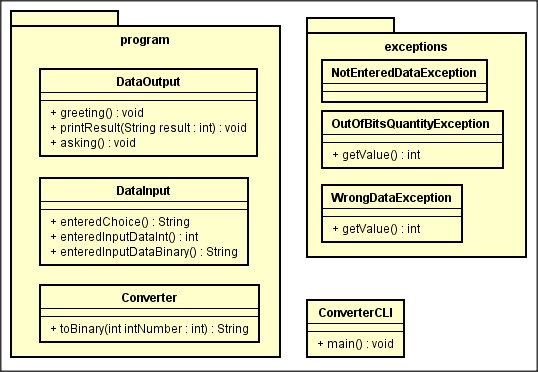 program
DataOutput
+ greeting() : void
+ printResult(String result : int) : void
+ asking() : void
DataInput
+ enteredChoice() : String
+ enteredInputDataInt() : int
+ enteredInputDataBinary() : String
Converter
+ toBinary(int intNumber : int) : String
exceptions
NotEnteredDataException
OutOfBitsQuantityException
+ getValue() : int
WrongDataException
+ getValue() : int
ConverterCLI
+ main() : void